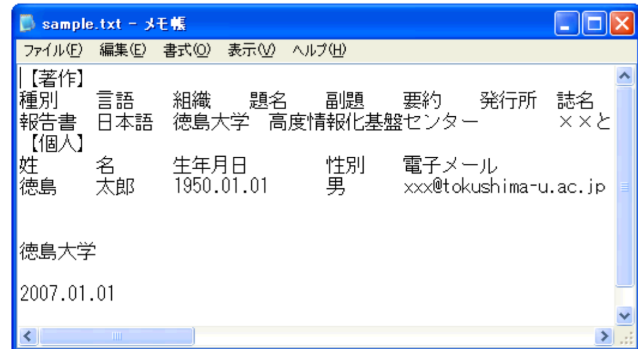 sample.txt - メモ帳
ファイル(F) 編集(E) 書式(O) 表示(V) ヘルプ(H)
【著作】
種別 言語 組織 題名 副題 要約 発行所 誌名
報告書 日本語 徳島大学 高度情報化基盤センター ××と
【個人】
姓 名 生年月日 性別 電子メール
徳島 太郎 1950.01.01 男 xxx@tokushima-u.ac.jp
徳島大学
2007.01.01